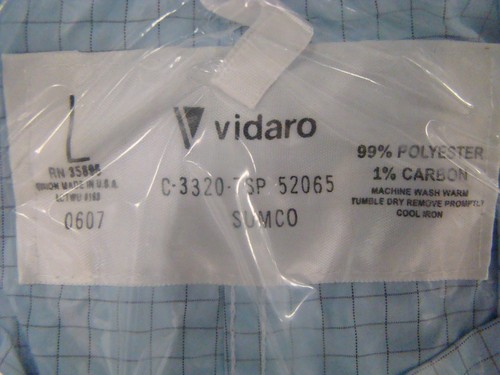 L
vidaro
RN 35896
UNION MADE IN U.S.A.
0607
C-3320-TSP 52065
SUMCO
99% POLYESTER
1% CARBON
MACHINE WASH WARM
TUMBLE DRY REMOVE PROMPTLY
COOL IRON